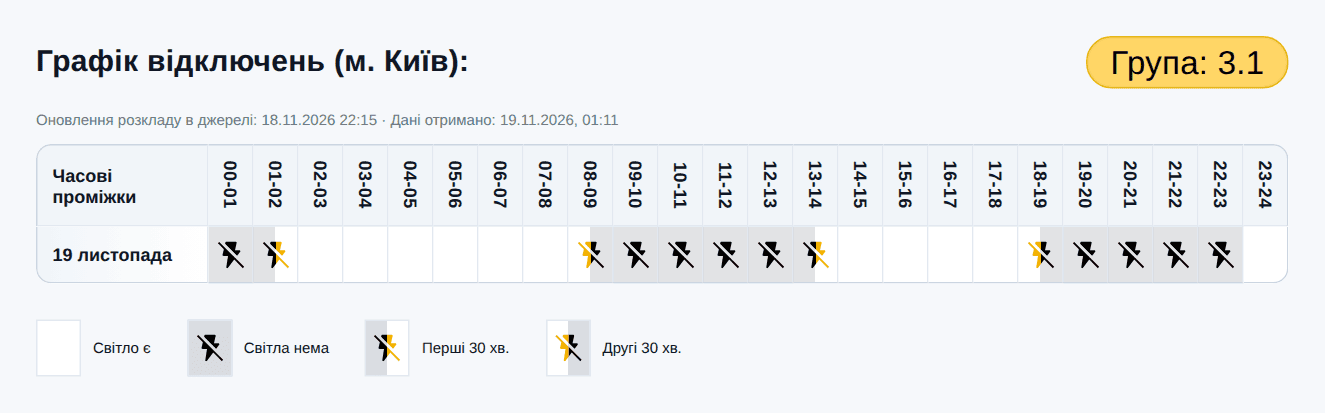 Графік відключень (м. Київ):
Група: 3.1
Оновлення розкладу в джерелі: 18.11.2026 22:15 · Дані отримано: 19.11.2026, 01:11
Часові
проміжки
00-01
01-02
02-03
03-04
04-05
05-06
06-07
07-08
08-09
09-10
10-11
11-12
12-13
13-14
14-15
15-16
16-17
17-18
18-19
19-20
20-21
21-22
22-23
23-24
19 листопада
Світло є
Світла нема
Перші 30 хв.
Другі 30 хв.